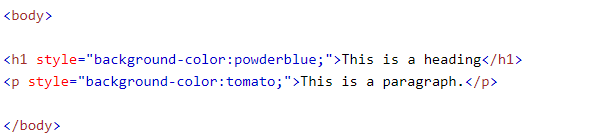 <body>
<h1 style="background-color:powderblue;">This is a heading</h1>
<p style="background-color:tomato;">This is a paragraph.</p>
</body>